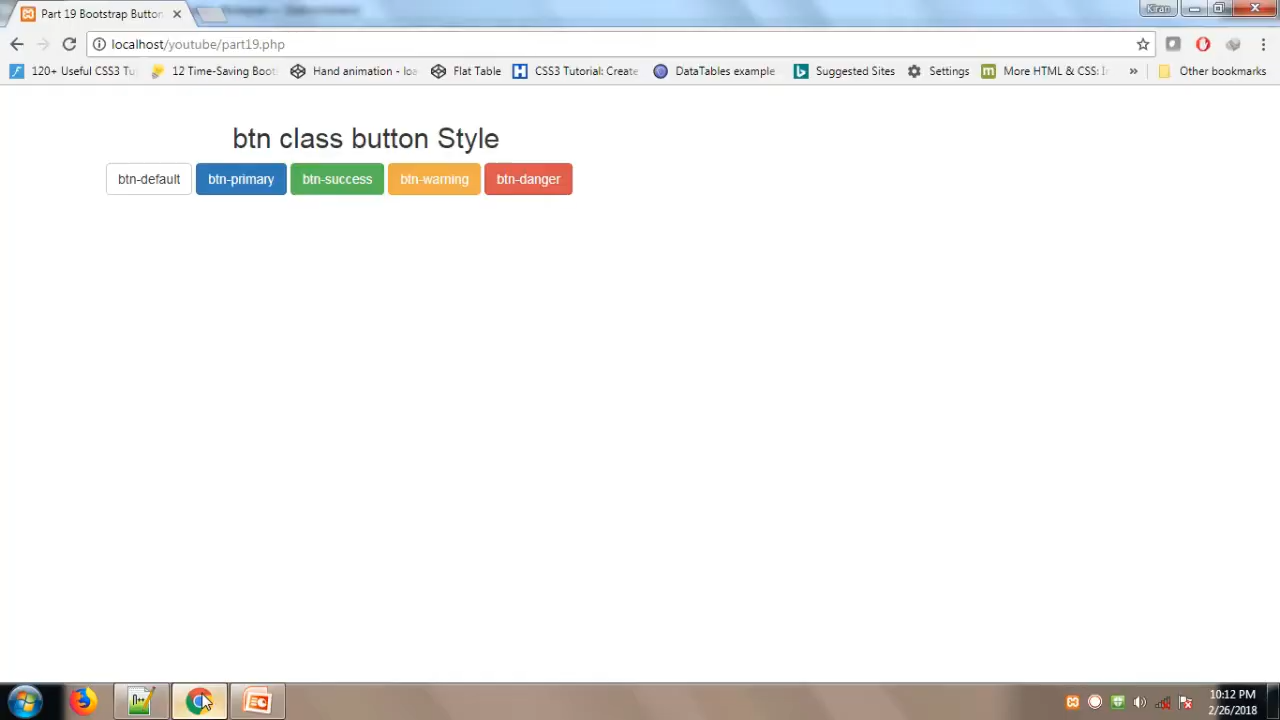 Part 19 Bootstrap Button
Kiran
localhost/youtube/part19.php
120+ Useful CSS3 Tu
12 Time-Saving Boot
Hand animation - loa
Flat Table
CSS3 Tutorial: Create
DataTables example
Suggested Sites
Settings
More HTML & CSS: I
»
Other bookmarks
btn class button Style
btn-default
btn-primary
btn-success
btn-warning
btn-danger
10:12 PM
2/26/2018